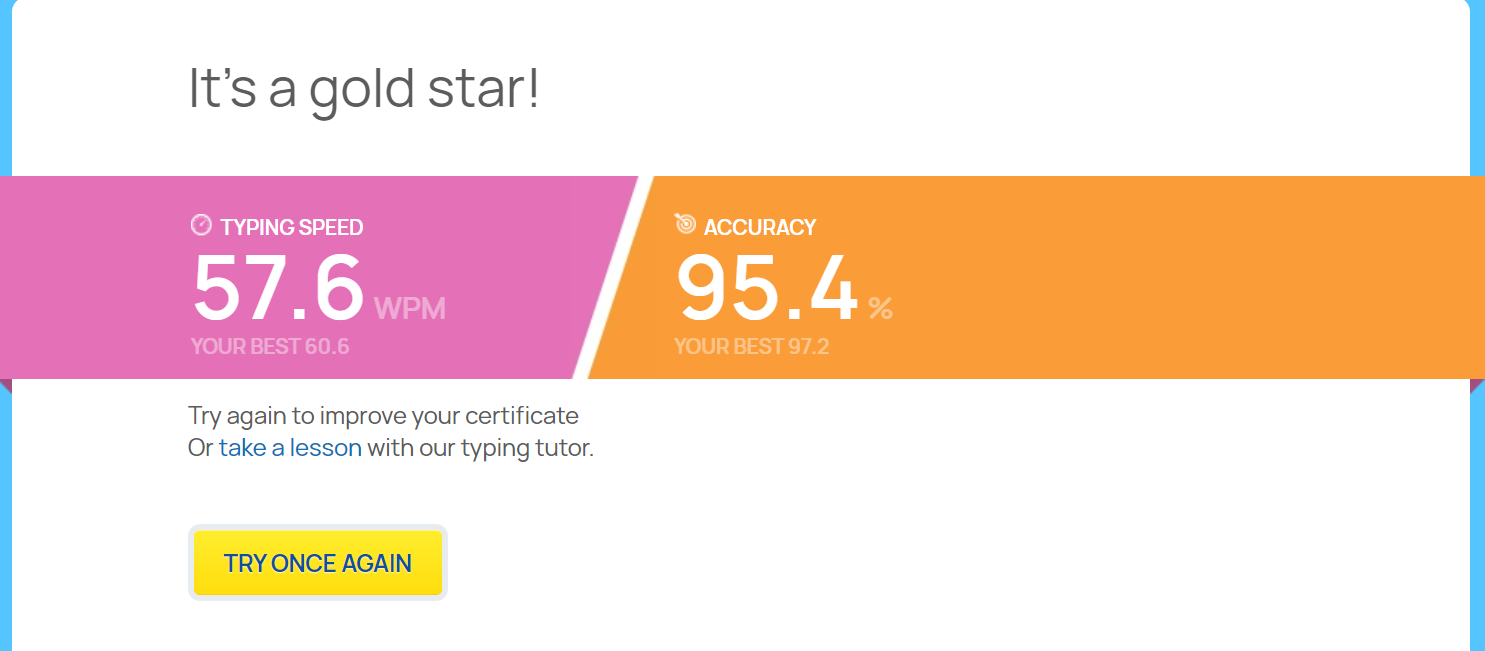 It's a gold star!
TYPING SPEED
57.6 WPM
YOUR BEST 60.6
ACCURACY
95.4 %
YOUR BEST 97.2
Try again to improve your certificate
Or take a lesson with our typing tutor.
TRY ONCE AGAIN